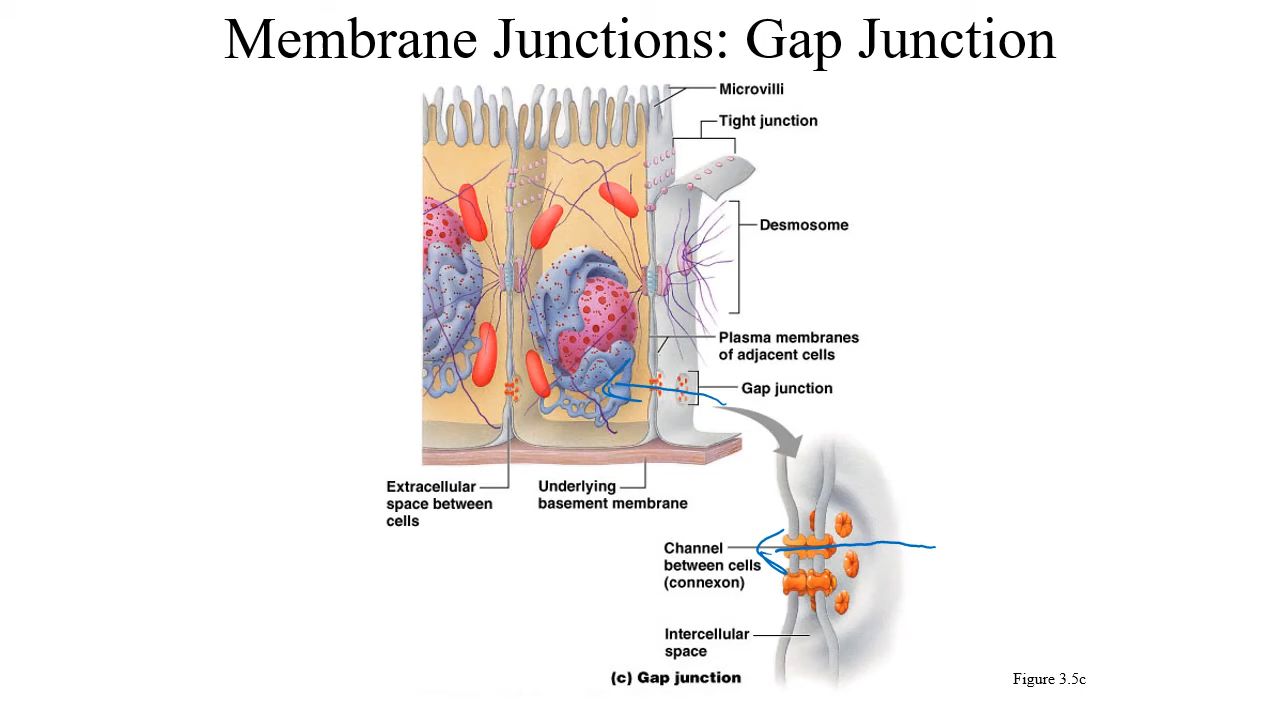 Membrane Junctions: Gap Junction
Microvilli
Tight junction
Desmosome
Plasma membranes
of adjacent cells
Gap junction
Extracellular
space between
cells
Underlying
basement membrane
Channel
between cells
(connexon)
Intercellular
space
(c) Gap junction
Figure 3.5c